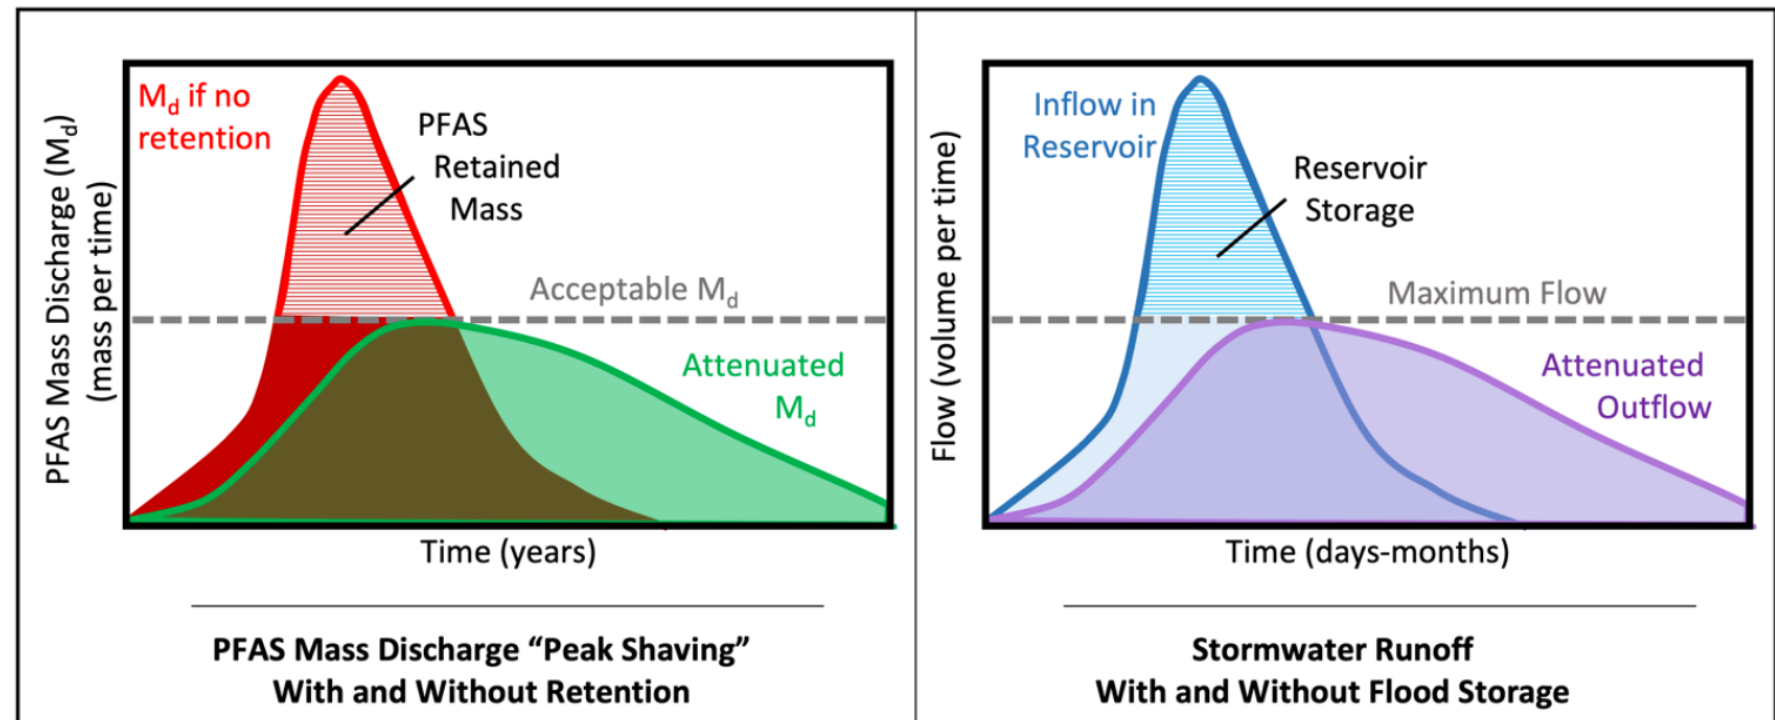 PFAS Mass Discharge (Md)
(mass per time)
Md if no
retention
PFAS
Retained
Mass
Acceptable Md
Attenuated
Md
Time (years)
PFAS Mass Discharge “Peak Shaving”
With and Without Retention
Flow (volume per time)
Inflow in
Reservoir
Reservoir
Storage
Maximum Flow
Attenuated
Outflow
Time (days-months)
Stormwater Runoff
With and Without Flood Storage